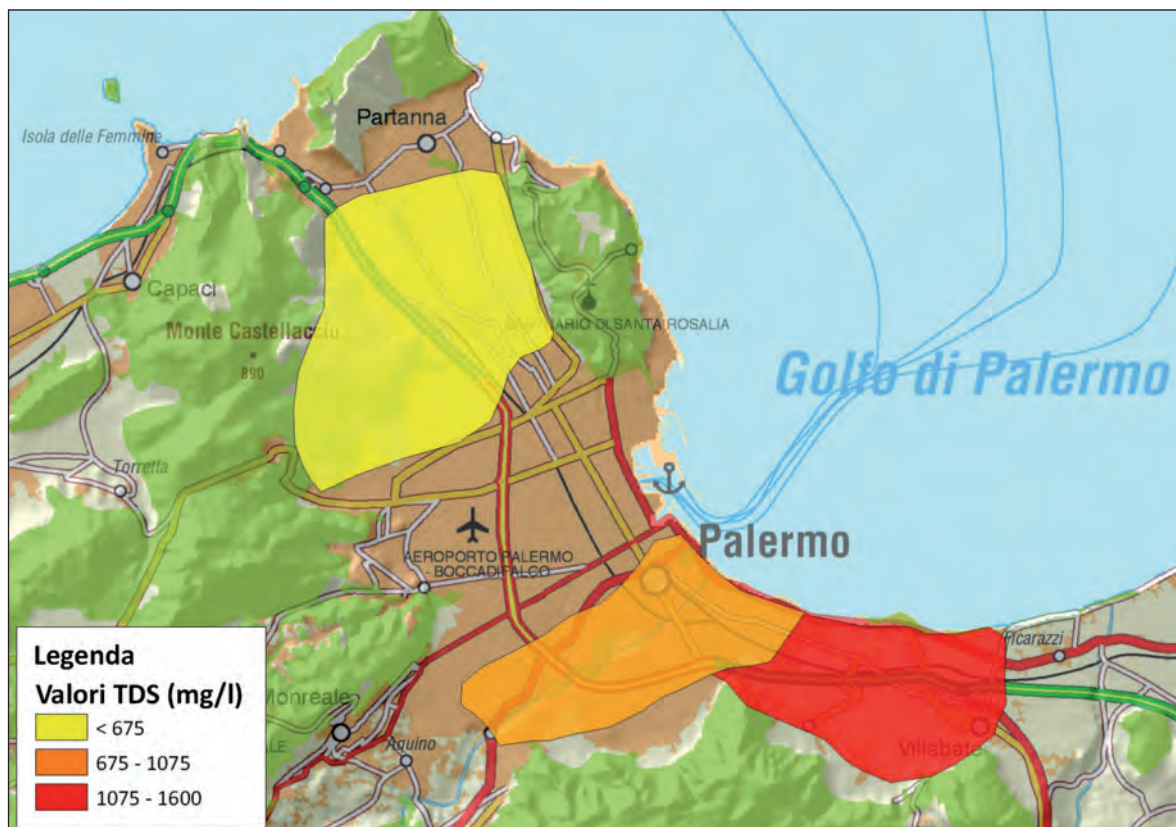 Partanna
Isola delle Femmine
Capaci
Monte Castellaccio
890
DI SANTA ROSALIA
Golfo di Palermo
Torretta
AEROPORTO PALERMO
- BOCCADIFALCO
Palermo
Ficarazzi
Monreale
Villabate
Aquino
Legenda
Valori TDS (mg/l)
< 675
675 - 1075
1075 - 1600